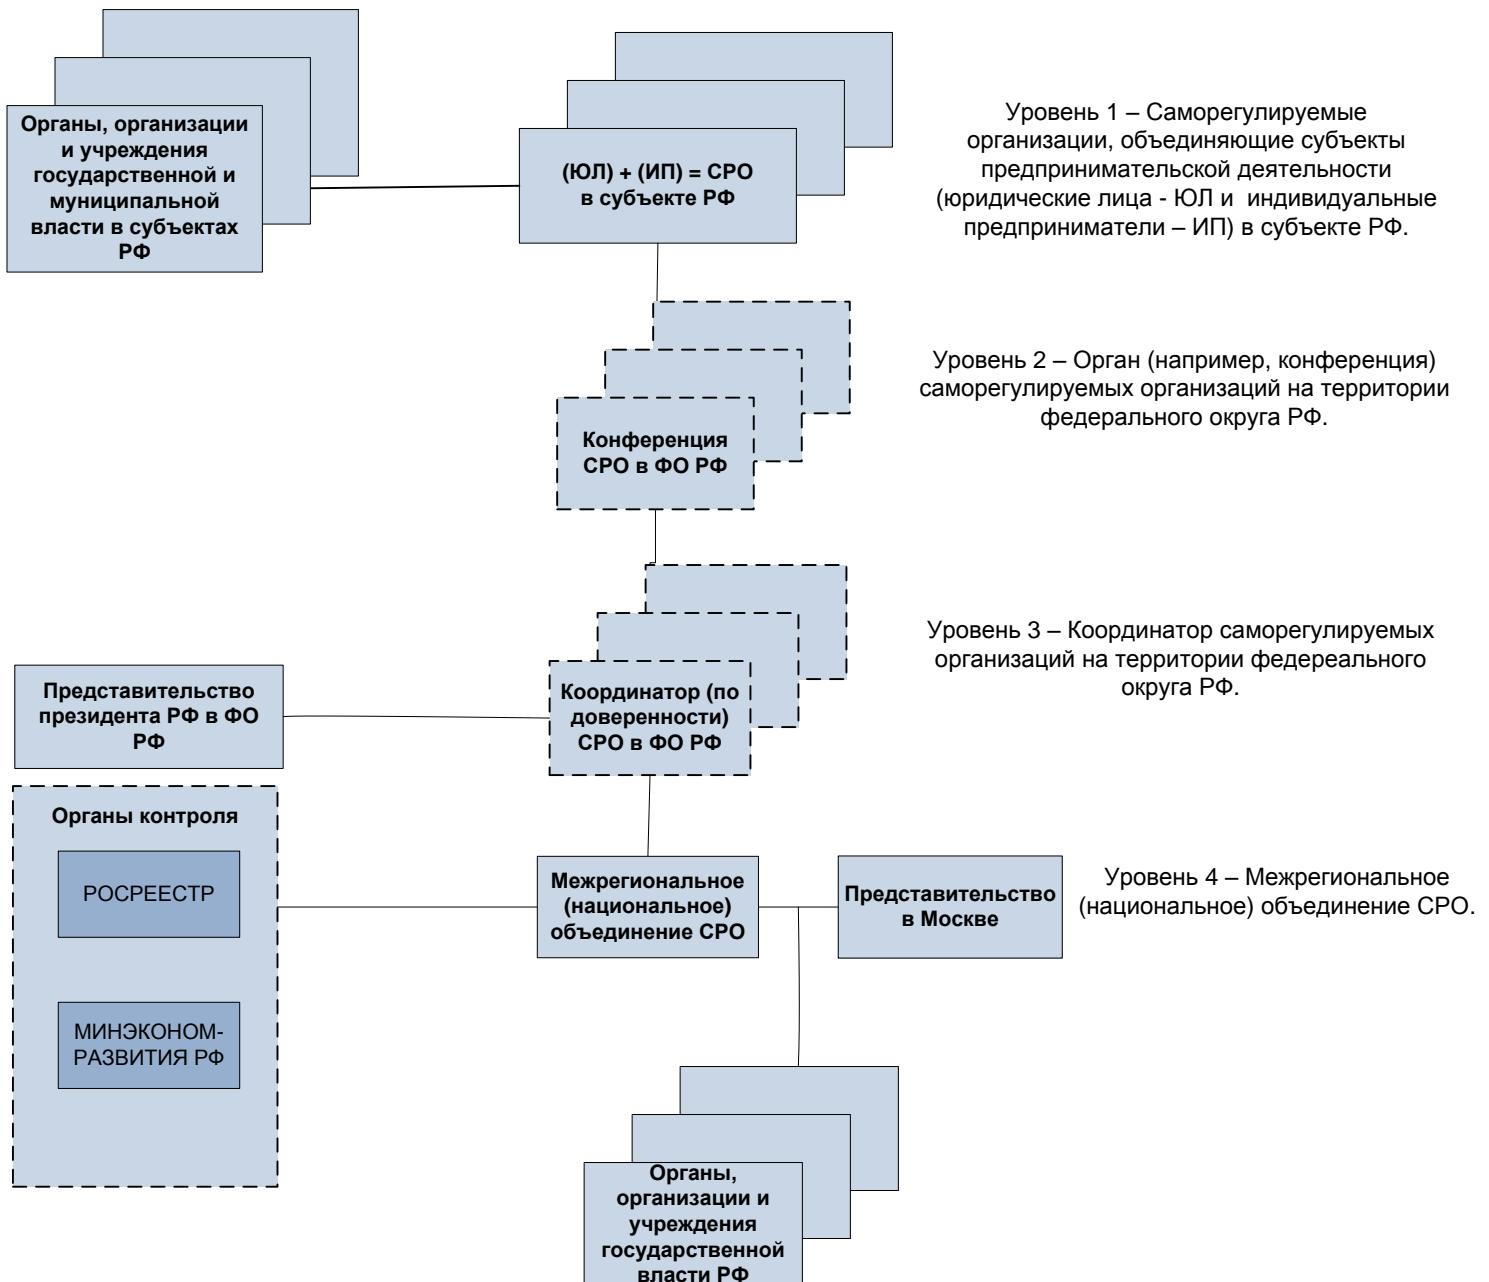 Органы, организации
и учреждения
государственной и
муниципальной
власти в субъектах
РФ
(ЮЛ) + (ИП) = СРО
в субъекте РФ
Уровень 1 – Саморегулируемые
организации, объединяющие субъекты
предпринимательской деятельности
(юридические лица - ЮЛ и индивидуальные
предприниматели – ИП) в субъекте РФ.
Конференция
СРО в ФО РФ
Уровень 2 – Орган (например, конференция)
саморегулируемых организаций на территории
федерального округа РФ.
Представительство
президента РФ в ФО
РФ
Координатор (по
доверенности)
СРО в ФО РФ
Уровень 3 – Координатор саморегулируемых
организаций на территории федереального
округа РФ.
Органы контроля
РОСРЕЕСТР
МИНЭКОНОМ-
РАЗВИТИЯ РФ
Межрегиональное
(национальное)
объединение СРО
Представительство
в Москве
Уровень 4 – Межрегиональное
(национальное) объединение СРО.
Органы,
организации и
учреждения
государственной
власти РФ